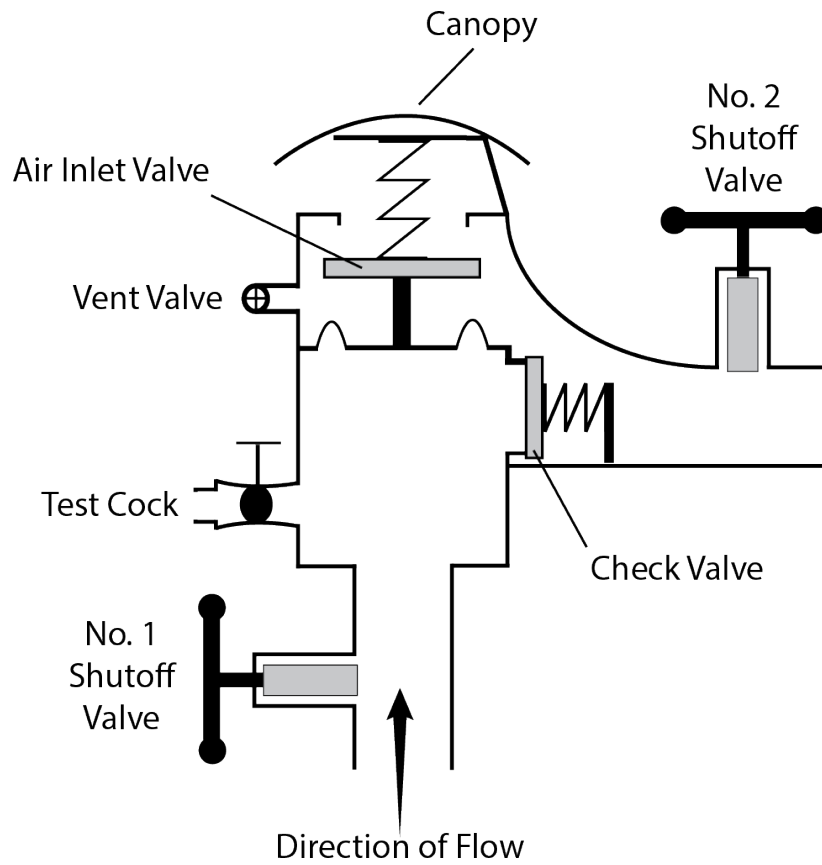 Canopy
No. 2
Shutoff
Valve
Air Inlet Valve
Vent Valve
Test Cock
Check Valve
No. 1
Shutoff
Valve
Direction of Flow